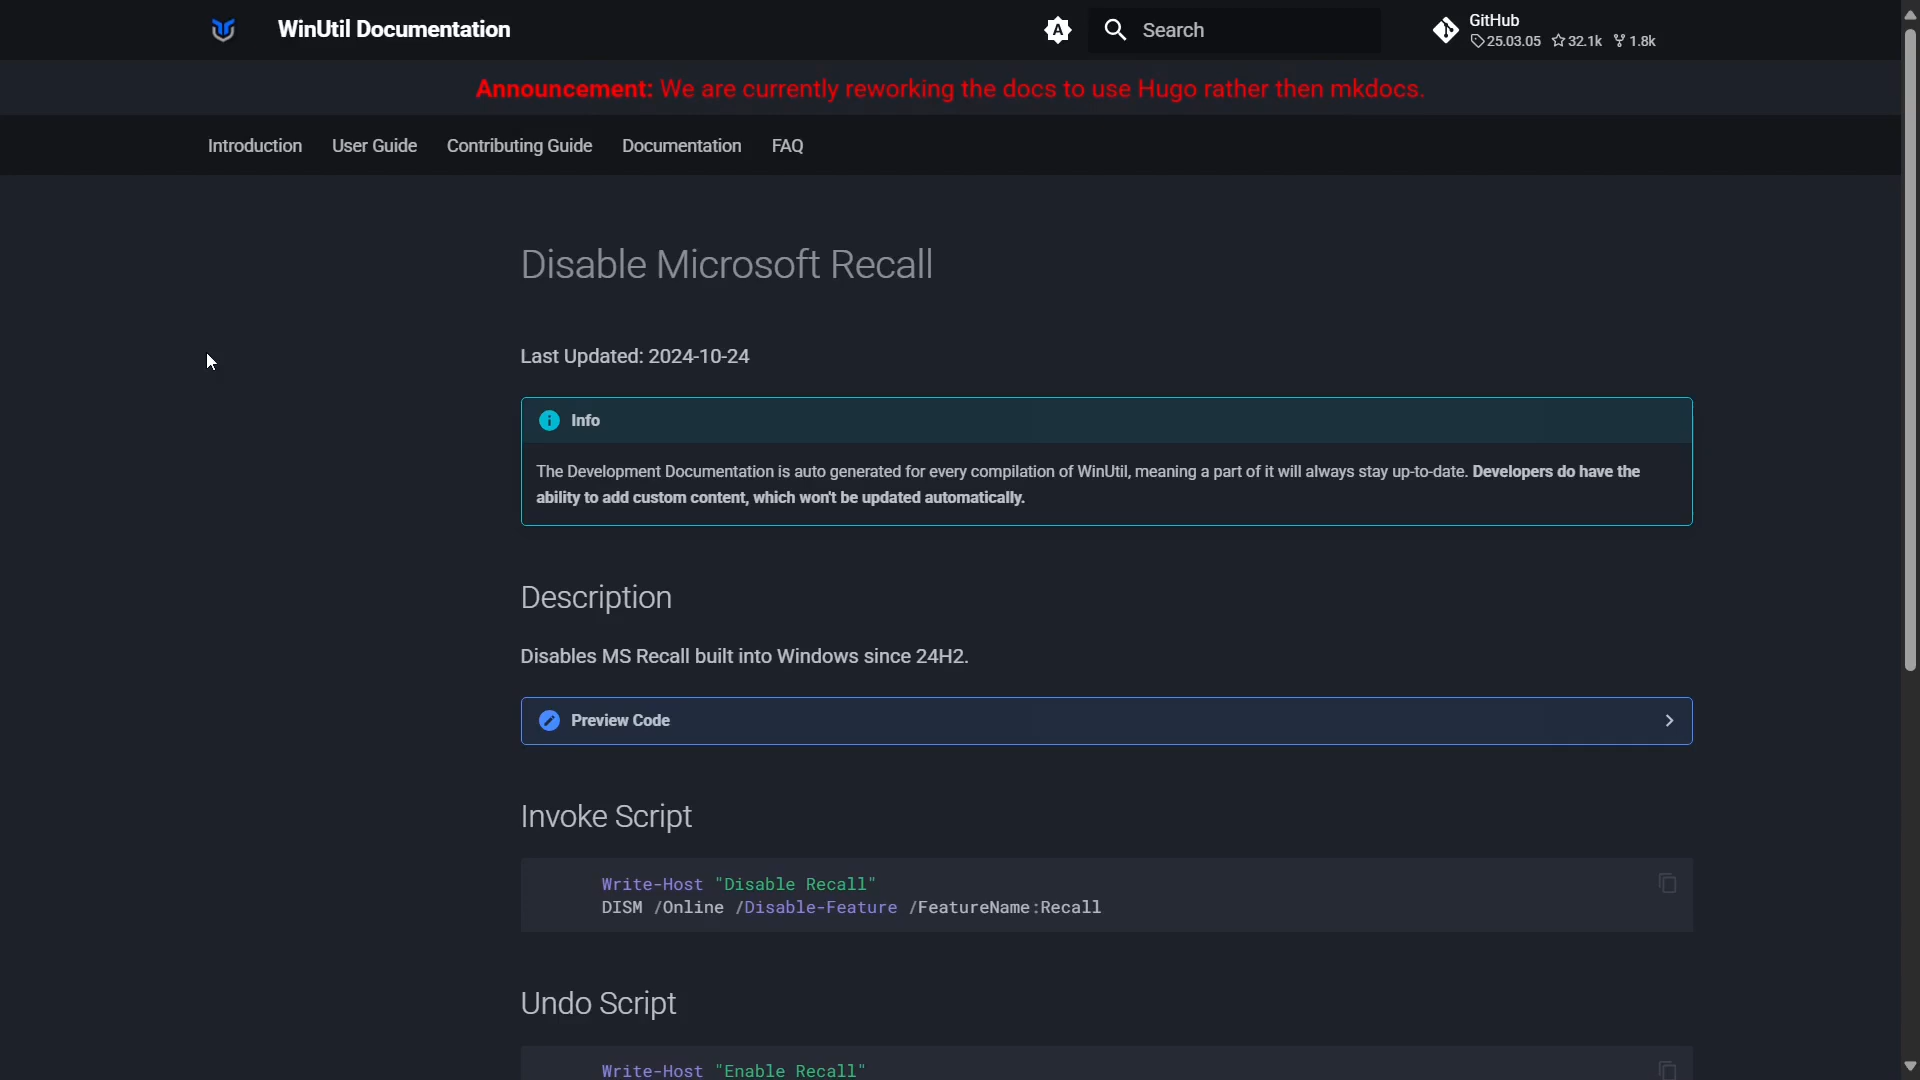 WinUtil Documentation
Search
GitHub
25.03.05 32.1k 1.8k
Announcement: We are currently reworking the docs to use Hugo rather then mkdocs.
Introduction User Guide Contributing Guide Documentation FAQ
Disable Microsoft Recall
Last Updated: 2024-10-24
Info
The Development Documentation is auto generated for every compilation of WinUtil, meaning a part of it will always stay up-to-date. Developers do have the
ability to add custom content, which won't be updated automatically.
Description
Disables MS Recall built into Windows since 24H2.
Preview Code
Invoke Script
Write-Host "Disable Recall"
DISM /Online /Disable-Feature /FeatureName:Recall
Undo Script
Write-Host "Enable Recall"